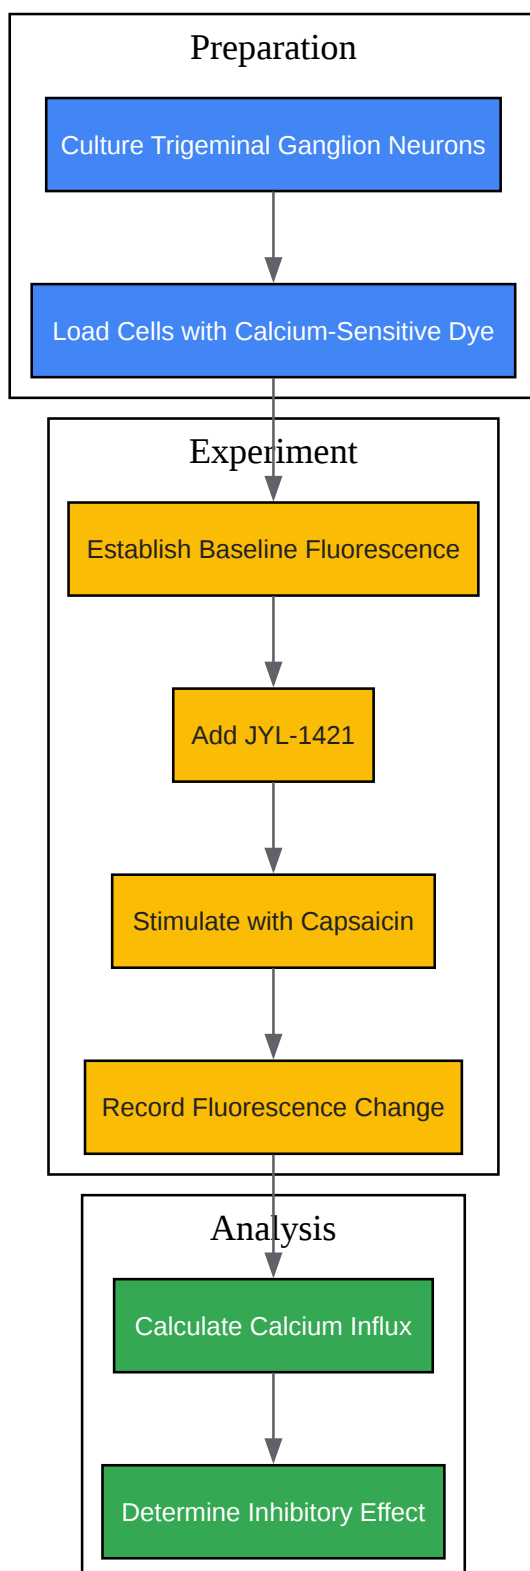 Preparation
Culture Trigeminal Ganglion Neurons
Load Cells with Calcium-Sensitive Dye
Experiment
Establish Baseline Fluorescence
Add JYL-1421
Stimulate with Capsaicin
Record Fluorescence Change
Analysis
Calculate Calcium Influx
Determine Inhibitory Effect